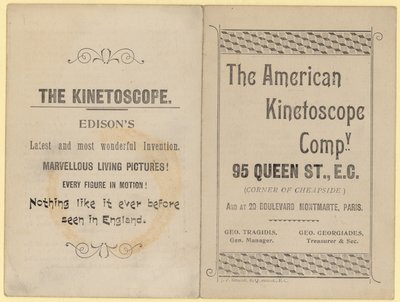 THE KINETOSCOPE.
EDISON'S
Latest and most wonderful Invention.
MARVELLOUS LIVING PICTURES!
EVERY FIGURE IN MOTION!
Nothing like it ever before
seen in England.
The American
Kinetoscope
Compy
95 QUEEN ST., E.C.
(CORNER OF CHEAPSIDE)
AND AT 20 BOULEVARD MONTMARTE, PARIS.
GEO. TRAGIDIS,
Gen. Manager.
GEO. GEORGIADES,
Treasurer & Sec.